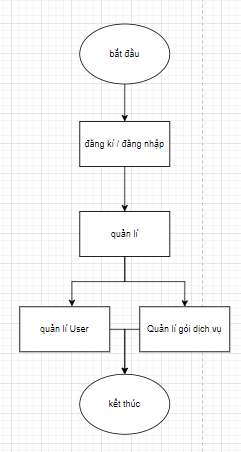 bắt đầu
đăng kí / đăng nhập
quản lí
quản lí User
Quản lí gói dịch vụ
kết thúc